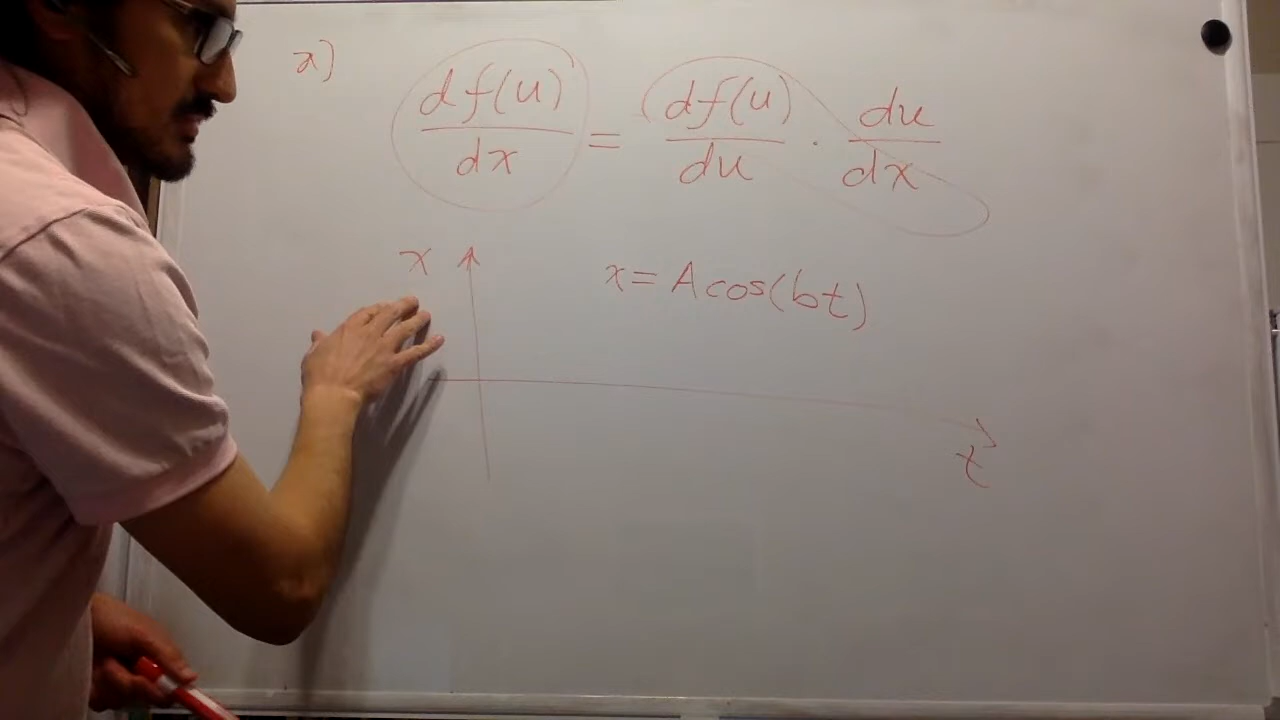 a)
df(u)/dx = df(u)/du · du/dx
x
x = A cos(bt)
t